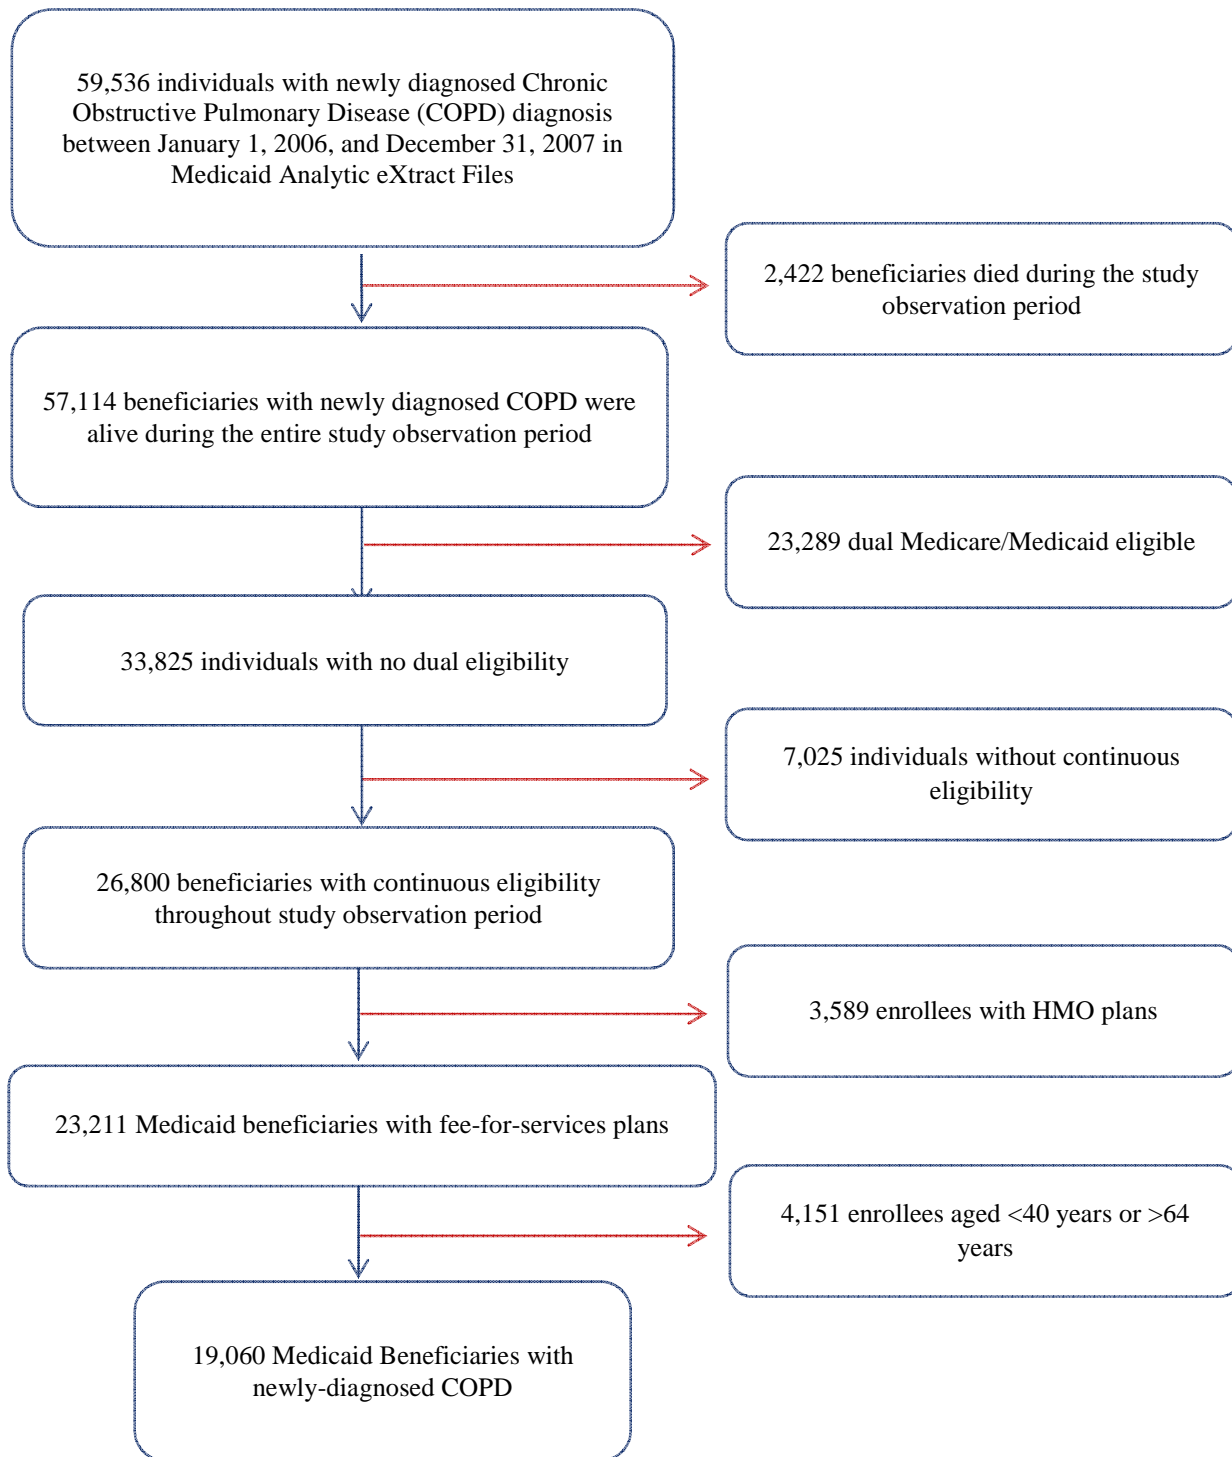 59,536 individuals with newly diagnosed Chronic
Obstructive Pulmonary Disease (COPD) diagnosis
between January 1, 2006, and December 31, 2007 in
Medicaid Analytic eXtract Files
2,422 beneficiaries died during the study
observation period
57,114 beneficiaries with newly diagnosed COPD were
alive during the entire study observation period
23,289 dual Medicare/Medicaid eligible
33,825 individuals with no dual eligibility
7,025 individuals without continuous
eligibility
26,800 beneficiaries with continuous eligibility
throughout study observation period
3,589 enrollees with HMO plans
23,211 Medicaid beneficiaries with fee-for-services plans
4,151 enrollees aged <40 years or >64
years
19,060 Medicaid Beneficiaries with
newly-diagnosed COPD